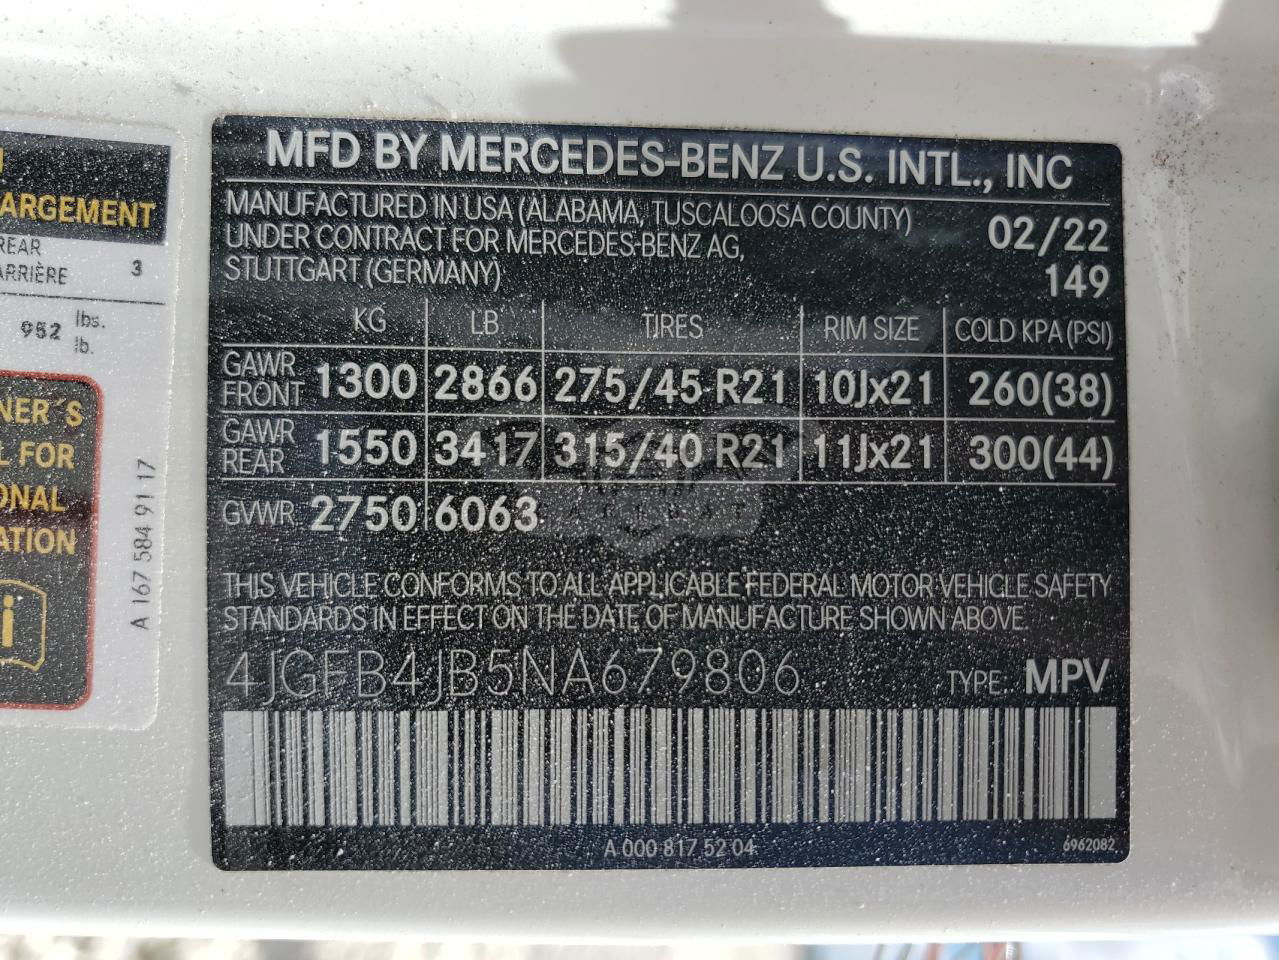 ARGEMENT
REAR
3
952 lbs.
lb.
NER´S
FOR
A 167 584 91 17
i
MFD BY MERCEDES-BENZ U.S. INTL., INC
MANUFACTURED IN USA (ALABAMA, TUSCALOOSA COUNTY) 02/22
UNDER CONTRACT FOR MERCEDES-BENZ AG,
STUTTGART (GERMANY) 149
KG LB TIRES RIM SIZE COLD KPA (PSI)
GAWR FRONT 1300 2866 275/45 R21 10Jx21 260(38)
GAWR REAR 1550 3417 315/40 R21 11Jx21 300(44)
GVWR 2750 6063
THIS VEHICLE CONFORMS TO ALL APPLICABLE FEDERAL MOTOR VEHICLE SAFETY
STANDARDS IN EFFECT ON THE DATE OF MANUFACTURE SHOWN ABOVE.
4JGFB4JB5NA679806 TYPE: MPV
A 000 817 52 04 6962082